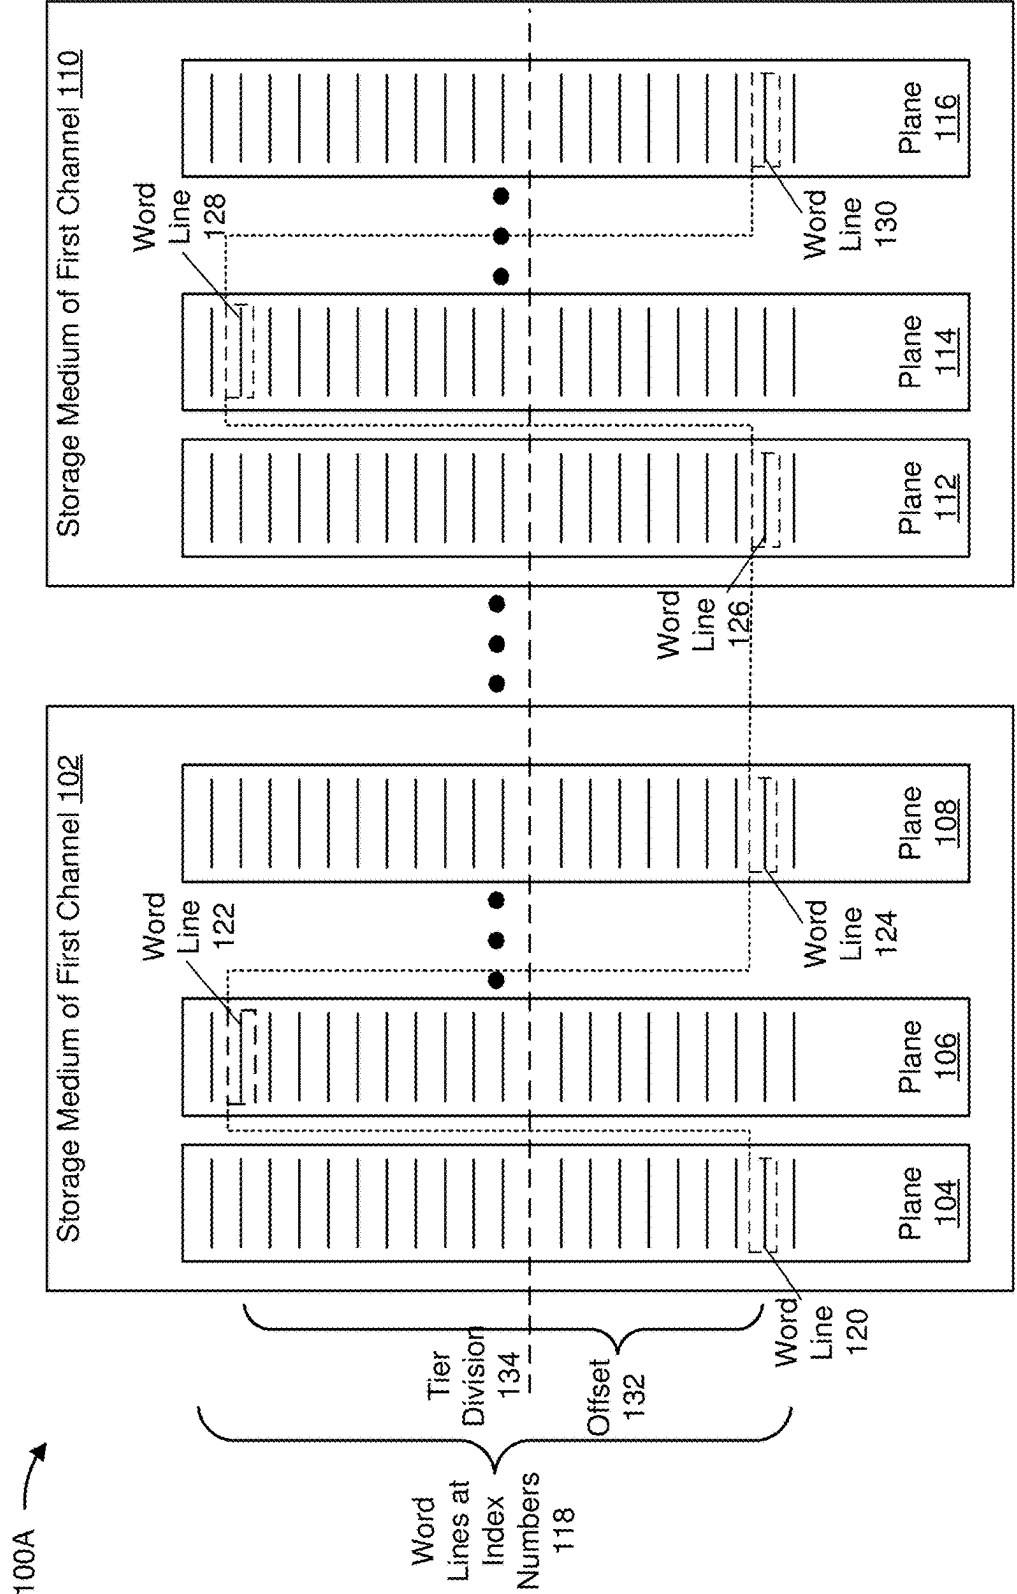 100A
Storage Medium of First Channel 102
Storage Medium of First Channel 110
Word
Line
122
Word
Line
128
Tier
Division
134
Word
Lines at
Index
Numbers
118
Offset
132
Word
Line
120
Word
Line
124
Word
Line
126
Word
Line
130
Plane
104
Plane
106
Plane
108
Plane
112
Plane
114
Plane
116